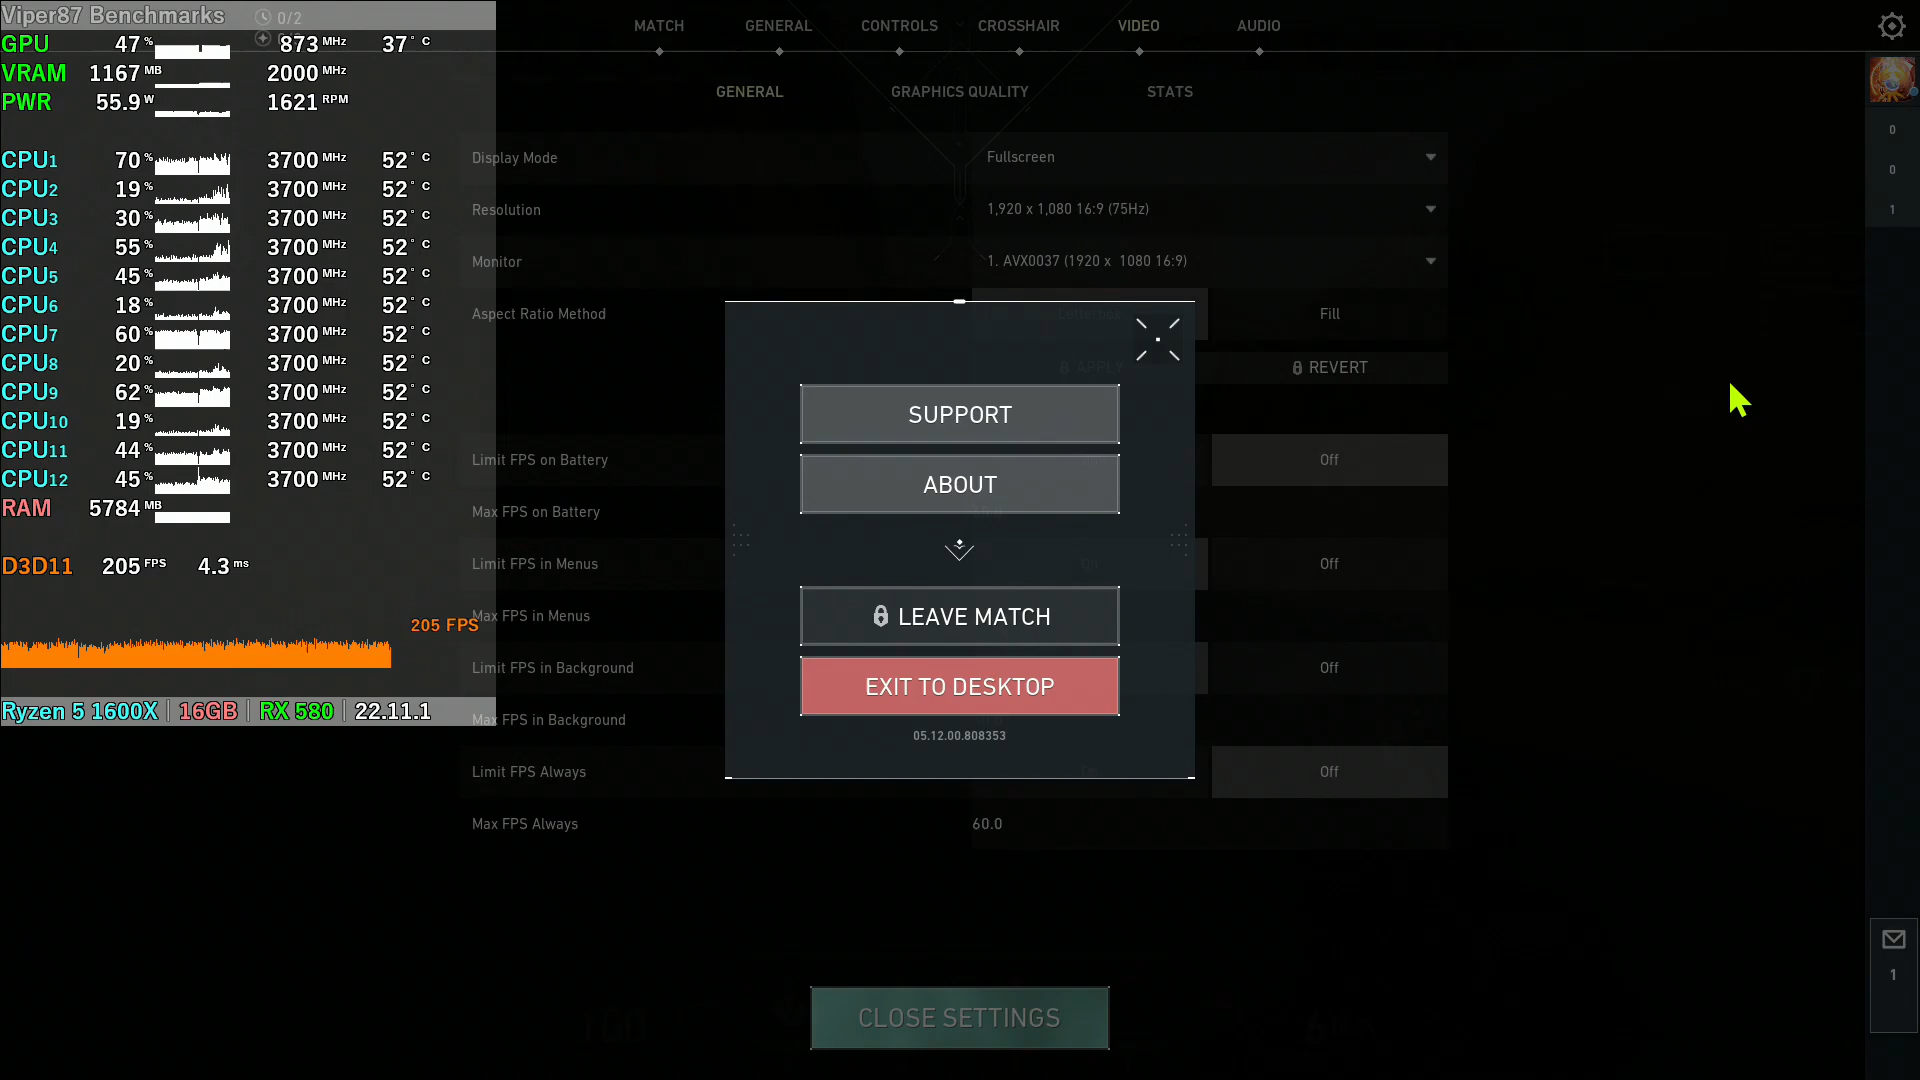 Viper87 Benchmarks 0/2
GPU 47 % 873 MHz 37 ° C
VRAM 1167 MB 2000 MHz
PWR 55.9 W 1621 RPM
CPU1 70 % 3700 MHz 52 ° C
CPU2 19 % 3700 MHz 52 ° C
CPU3 30 % 3700 MHz 52 ° C
CPU4 55 % 3700 MHz 52 ° C
CPU5 45 % 3700 MHz 52 ° C
CPU6 18 % 3700 MHz 52 ° C
CPU7 60 % 3700 MHz 52 ° C
CPU8 20 % 3700 MHz 52 ° C
CPU9 62 % 3700 MHz 52 ° C
CPU10 19 % 3700 MHz 52 ° C
CPU11 44 % 3700 MHz 52 ° C
CPU12 45 % 3700 MHz 52 ° C
RAM 5784 MB
D3D11 205 FPS 4.3 ms
205 FPS
Ryzen 5 1600X | 16GB | RX 580 | 22.11.1
MATCH GENERAL CONTROLS CROSSHAIR VIDEO AUDIO
GENERAL GRAPHICS QUALITY STATS
Display Mode Fullscreen
Resolution 1,920 x 1,080 16:9 (75Hz)
Monitor 1. AVX0037 (1920 x 1080 16:9)
Aspect Ratio Method Letterbox Fill
APPLY REVERT
Limit FPS on Battery Off
Max FPS on Battery
Limit FPS in Menus Off
Max FPS in Menus
Limit FPS in Background Off
Max FPS in Background
Limit FPS Always Off
Max FPS Always 60.0
SUPPORT
ABOUT
LEAVE MATCH
EXIT TO DESKTOP
05.12.00.808353
CLOSE SETTINGS
0
0
1
1